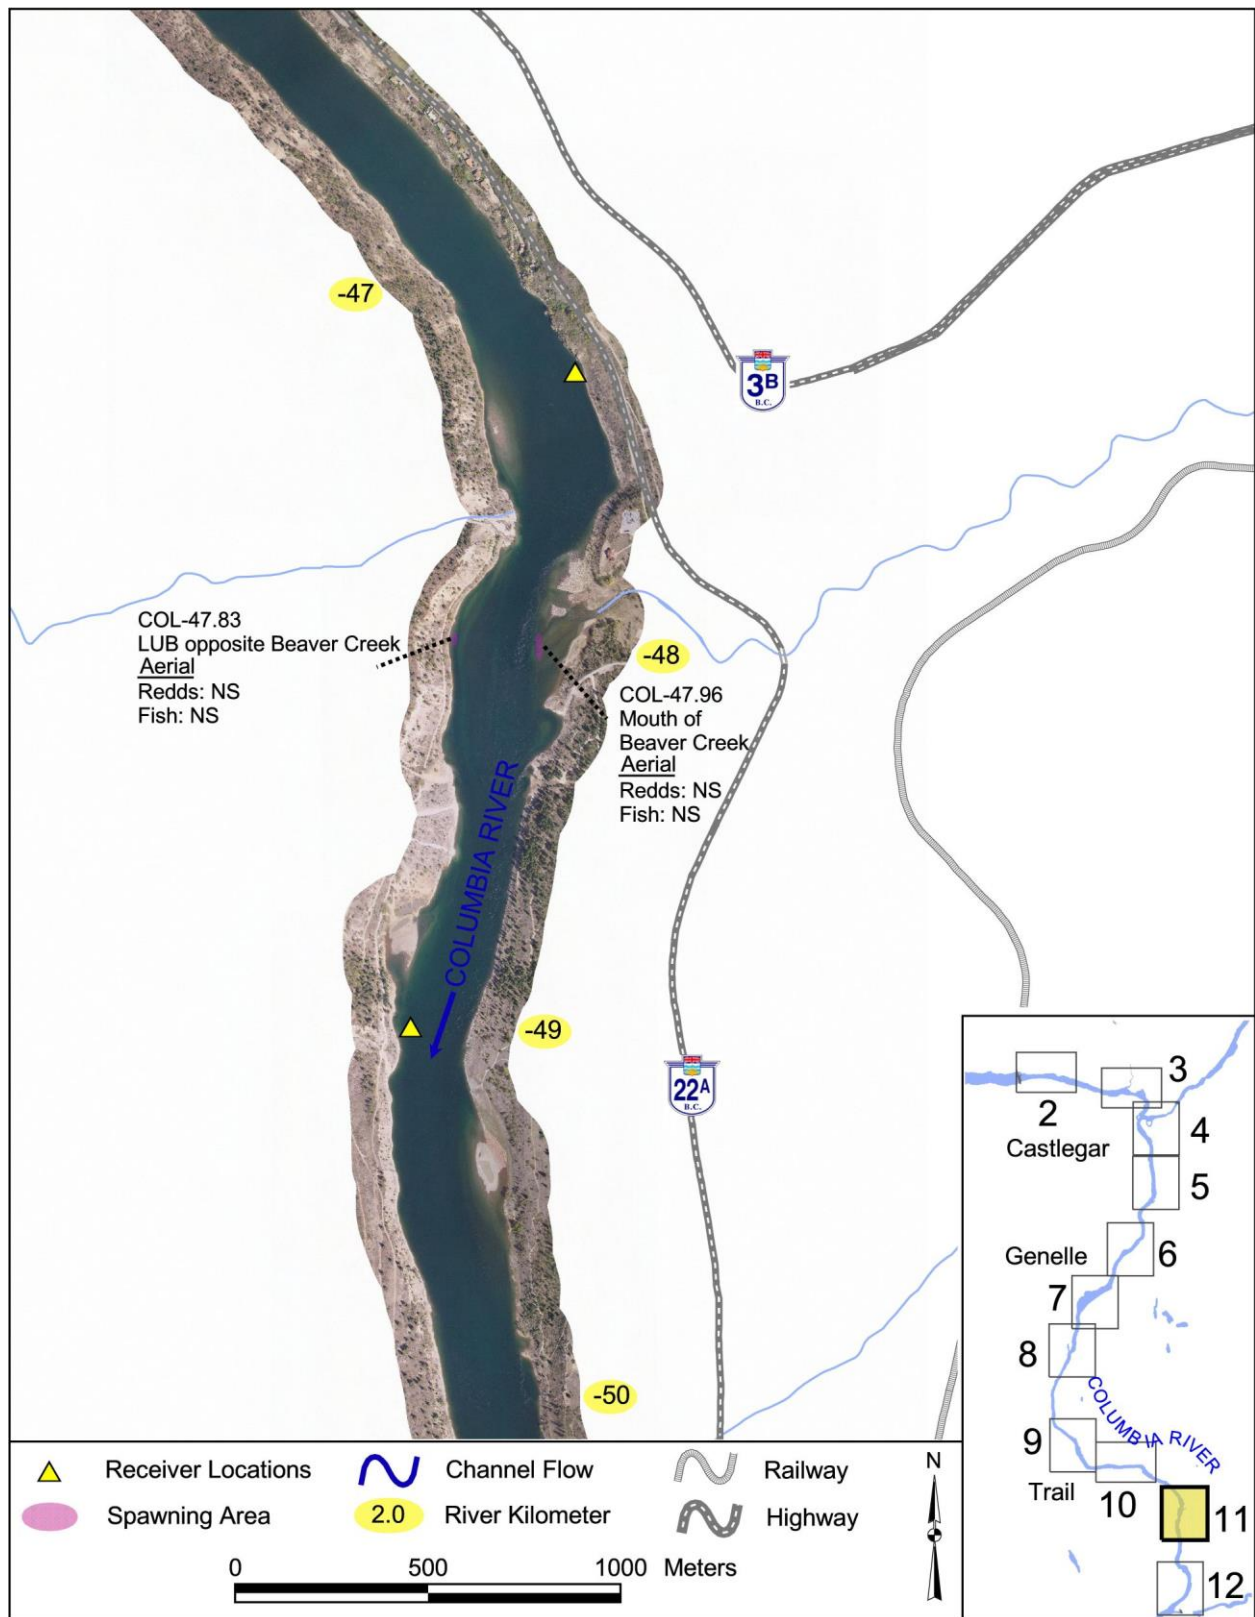 -47
3B
B.C.
COL-47.83
LUB opposite Beaver Creek
Aerial
Redds: NS
Fish: NS
-48
COL-47.96
Mouth of
Beaver Creek
Aerial
Redds: NS
Fish: NS
COLUMBIA RIVER
-49
22A
B.C.
-50
3
2
Castlegar
4
5
Genelle
6
7
8
COLUMBIA RIVER
9
Trail
10
11
12
Receiver Locations
Channel Flow
Railway
Spawning Area
2.0
River Kilometer
Highway
N
0
500
1000
Meters